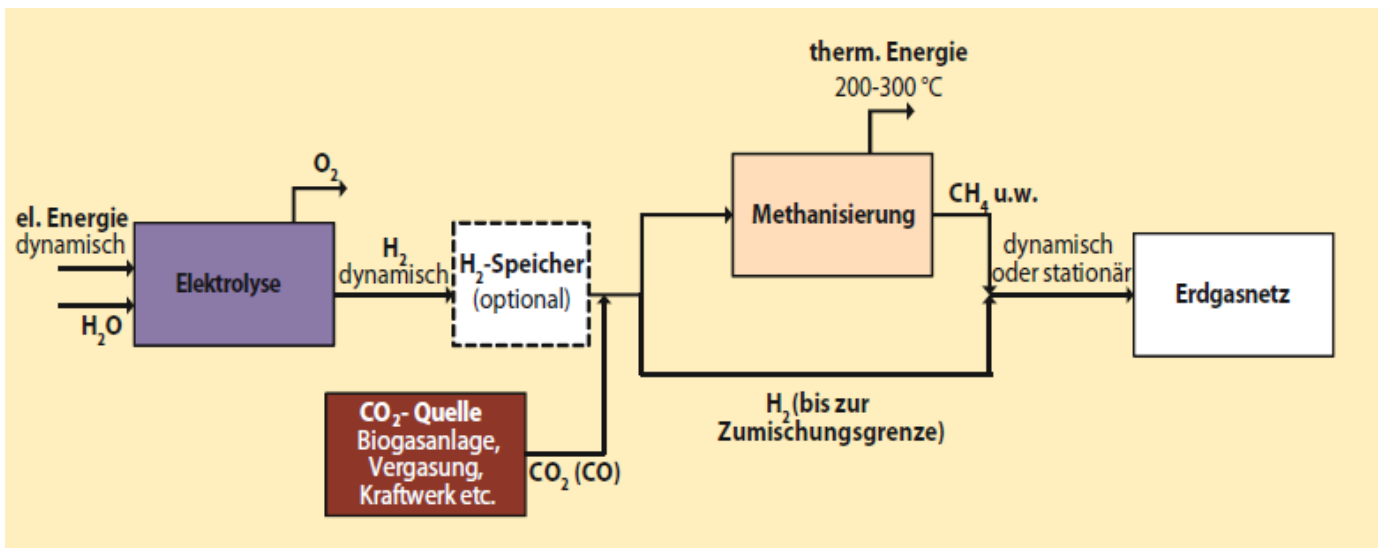 therm. Energie
200-300 °C
O2
el. Energie
dynamisch
H2O
Elektrolyse
H2
dynamisch
H2-Speicher
(optional)
CO2- Quelle
Biogasanlage,
Vergasung,
Kraftwerk etc.
CO2 (CO)
Methanisierung
CH4 u.w.
H2(bis zur
Zumischungsgrenze)
dynamisch
oder stationär
Erdgasnetz